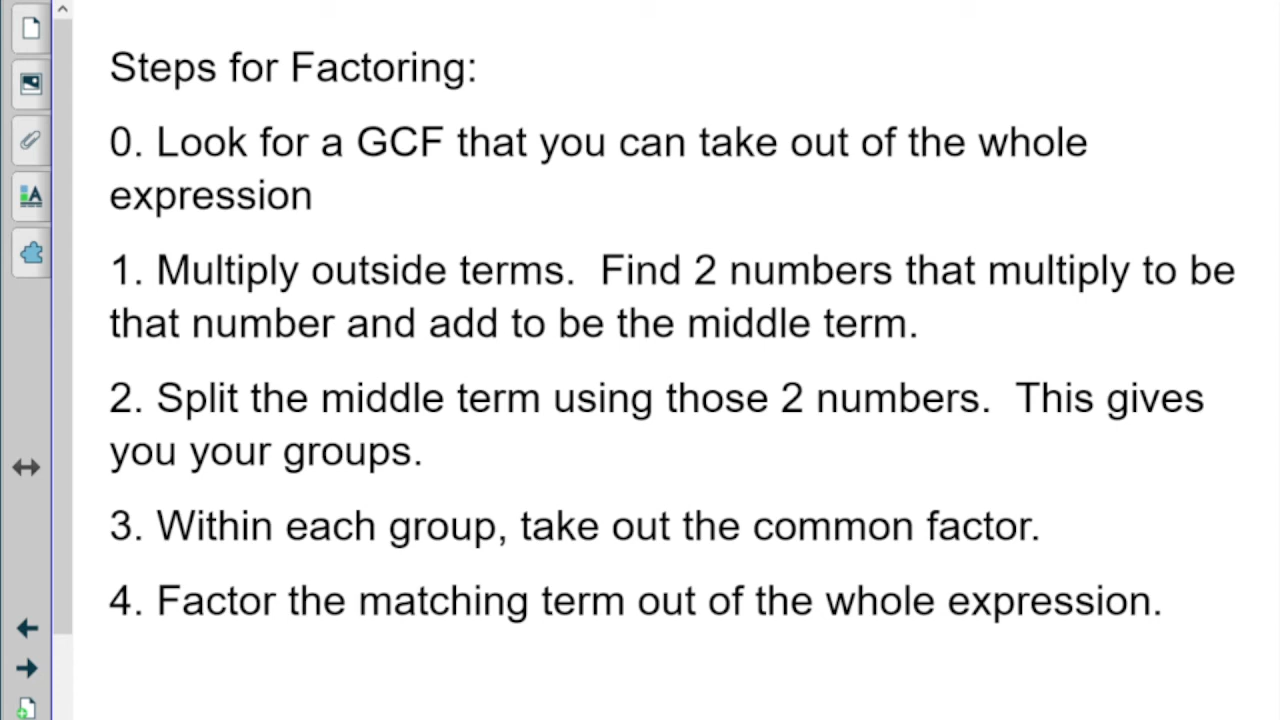 Steps for Factoring:
0. Look for a GCF that you can take out of the whole
expression
1. Multiply outside terms.  Find 2 numbers that multiply to be
that number and add to be the middle term.
2. Split the middle term using those 2 numbers.  This gives
you your groups.
3. Within each group, take out the common factor.
4. Factor the matching term out of the whole expression.